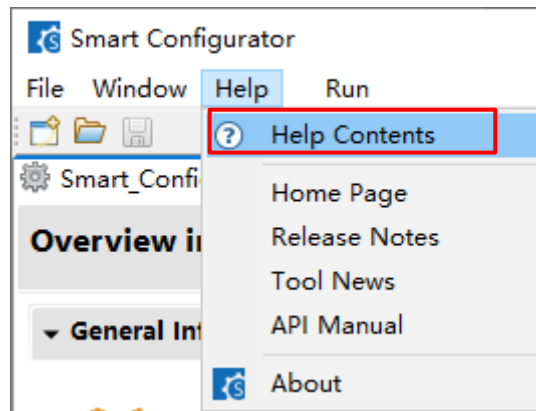 Smart Configurator
File Window Help Run
Help Contents
Smart_Confi
Home Page
Overview i
Release Notes
Tool News
General In
API Manual
About